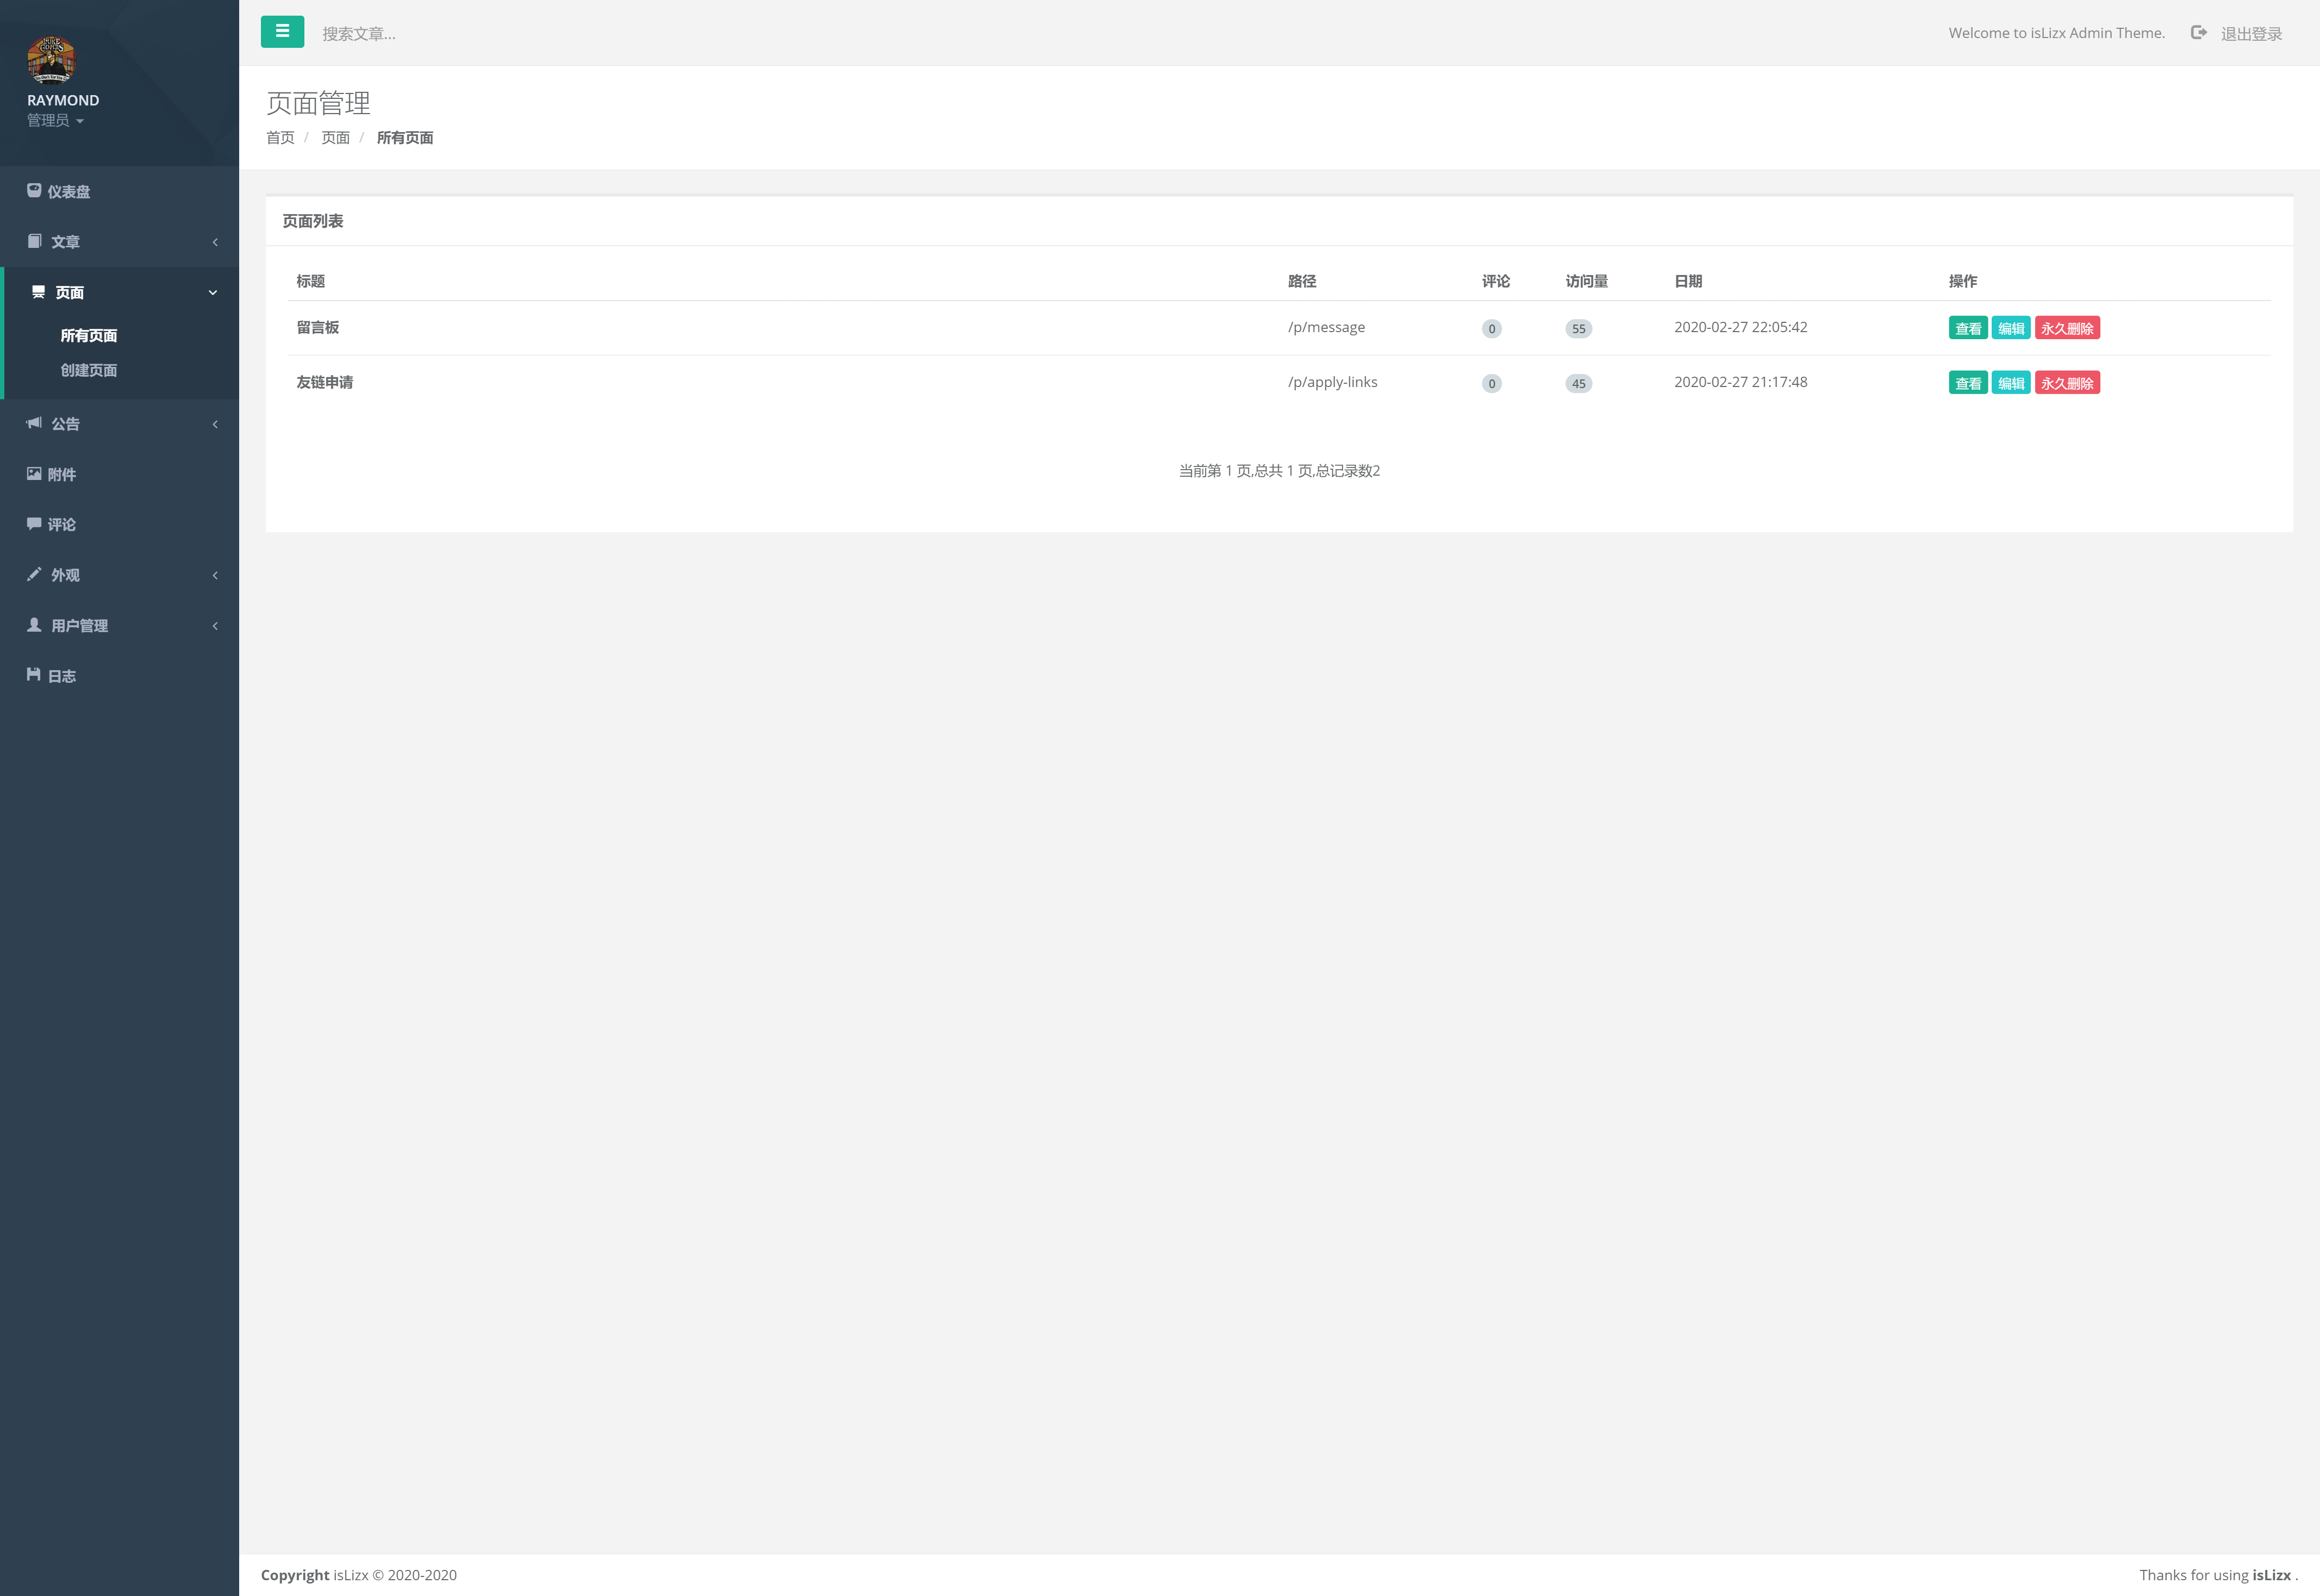 RAYMOND
管理员
仪表盘
文章
页面
所有页面
创建页面
公告
附件
评论
外观
用户管理
日志
搜索文章... Welcome to isLizx Admin Theme. 退出登录
页面管理
首页 / 页面 / 所有页面
页面列表
标题 路径 评论 访问量 日期 操作
留言板 /p/message 0 55 2020-02-27 22:05:42 查看 编辑 永久删除
友链申请 /p/apply-links 0 45 2020-02-27 21:17:48 查看 编辑 永久删除
当前第 1 页,总共 1 页,总记录数2
Copyright isLizx © 2020-2020 Thanks for using isLizx .